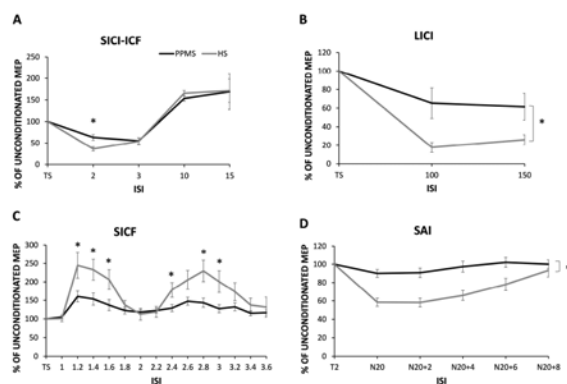 A
SICI-ICF
PPMS
HS
% OF UNCONDITIONATED MEP
250
200
150
100
50
0
*
TS
2
3
10
15
ISI
B
LICI
% OF UNCONDITIONATED MEP
120
100
80
60
40
20
0
*
TS
100
150
ISI
C
SICF
% OF UNCONDITIONATED MEP
300
250
200
150
100
50
0
* * * * * *
TS 1 1.2 1.4 1.6 1.8 2 2.2 2.4 2.6 2.8 3 3.2 3.4 3.6
ISI
D
SAI
% OF UNCONDITIONATED MEP
120
100
80
60
40
20
0
T2
N20
N20+2
N20+4
N20+6
N20+8
ISI